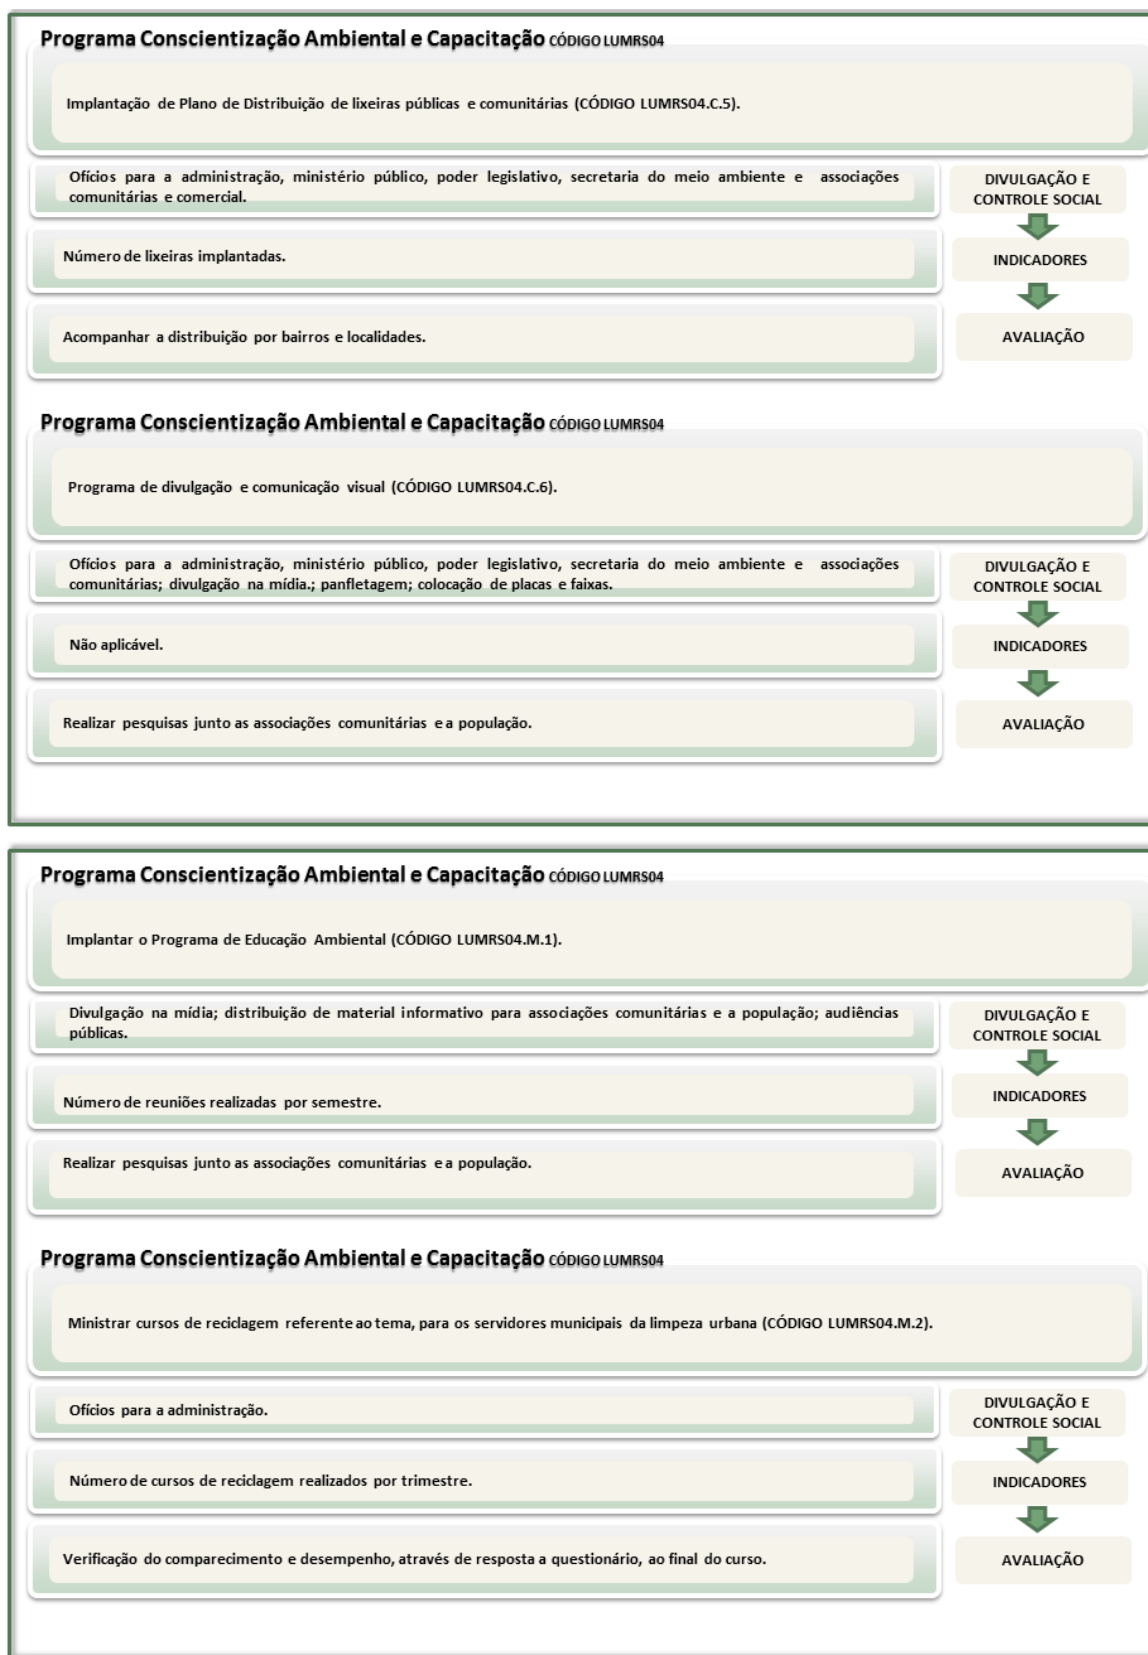 Programa Conscientização Ambiental e Capacitação CÓDIGO LUMRS04
Implantação de Plano de Distribuição de lixeiras públicas e comunitárias (CÓDIGO LUMRS04.C.5).
Ofícios para a administração, ministério público, poder legislativo, secretaria do meio ambiente e associações
comunitárias e comercial.
DIVULGAÇÃO E
CONTROLE SOCIAL
Número de lixeiras implantadas.
INDICADORES
Acompanhar a distribuição por bairros e localidades.
AVALIAÇÃO
Programa Conscientização Ambiental e Capacitação CÓDIGO LUMRS04
Programa de divulgação e comunicação visual (CÓDIGO LUMRS04.C.6).
Ofícios para a administração, ministério público, poder legislativo, secretaria do meio ambiente e associações
comunitárias; divulgação na mídia.; panfletagem; colocação de placas e faixas.
DIVULGAÇÃO E
CONTROLE SOCIAL
Não aplicável.
INDICADORES
Realizar pesquisas junto as associações comunitárias e a população.
AVALIAÇÃO
Programa Conscientização Ambiental e Capacitação CÓDIGO LUMRS04
Implantar o Programa de Educação Ambiental (CÓDIGO LUMRS04.M.1).
Divulgação na mídia; distribuição de material informativo para associações comunitárias e a população; audiências
públicas.
DIVULGAÇÃO E
CONTROLE SOCIAL
Número de reuniões realizadas por semestre.
INDICADORES
Realizar pesquisas junto as associações comunitárias e a população.
AVALIAÇÃO
Programa Conscientização Ambiental e Capacitação CÓDIGO LUMRS04
Ministrar cursos de reciclagem referente ao tema, para os servidores municipais da limpeza urbana (CÓDIGO LUMRS04.M.2).
Ofícios para a administração.
DIVULGAÇÃO E
CONTROLE SOCIAL
Número de cursos de reciclagem realizados por trimestre.
INDICADORES
Verificação do comparecimento e desempenho, através de resposta a questionário, ao final do curso.
AVALIAÇÃO